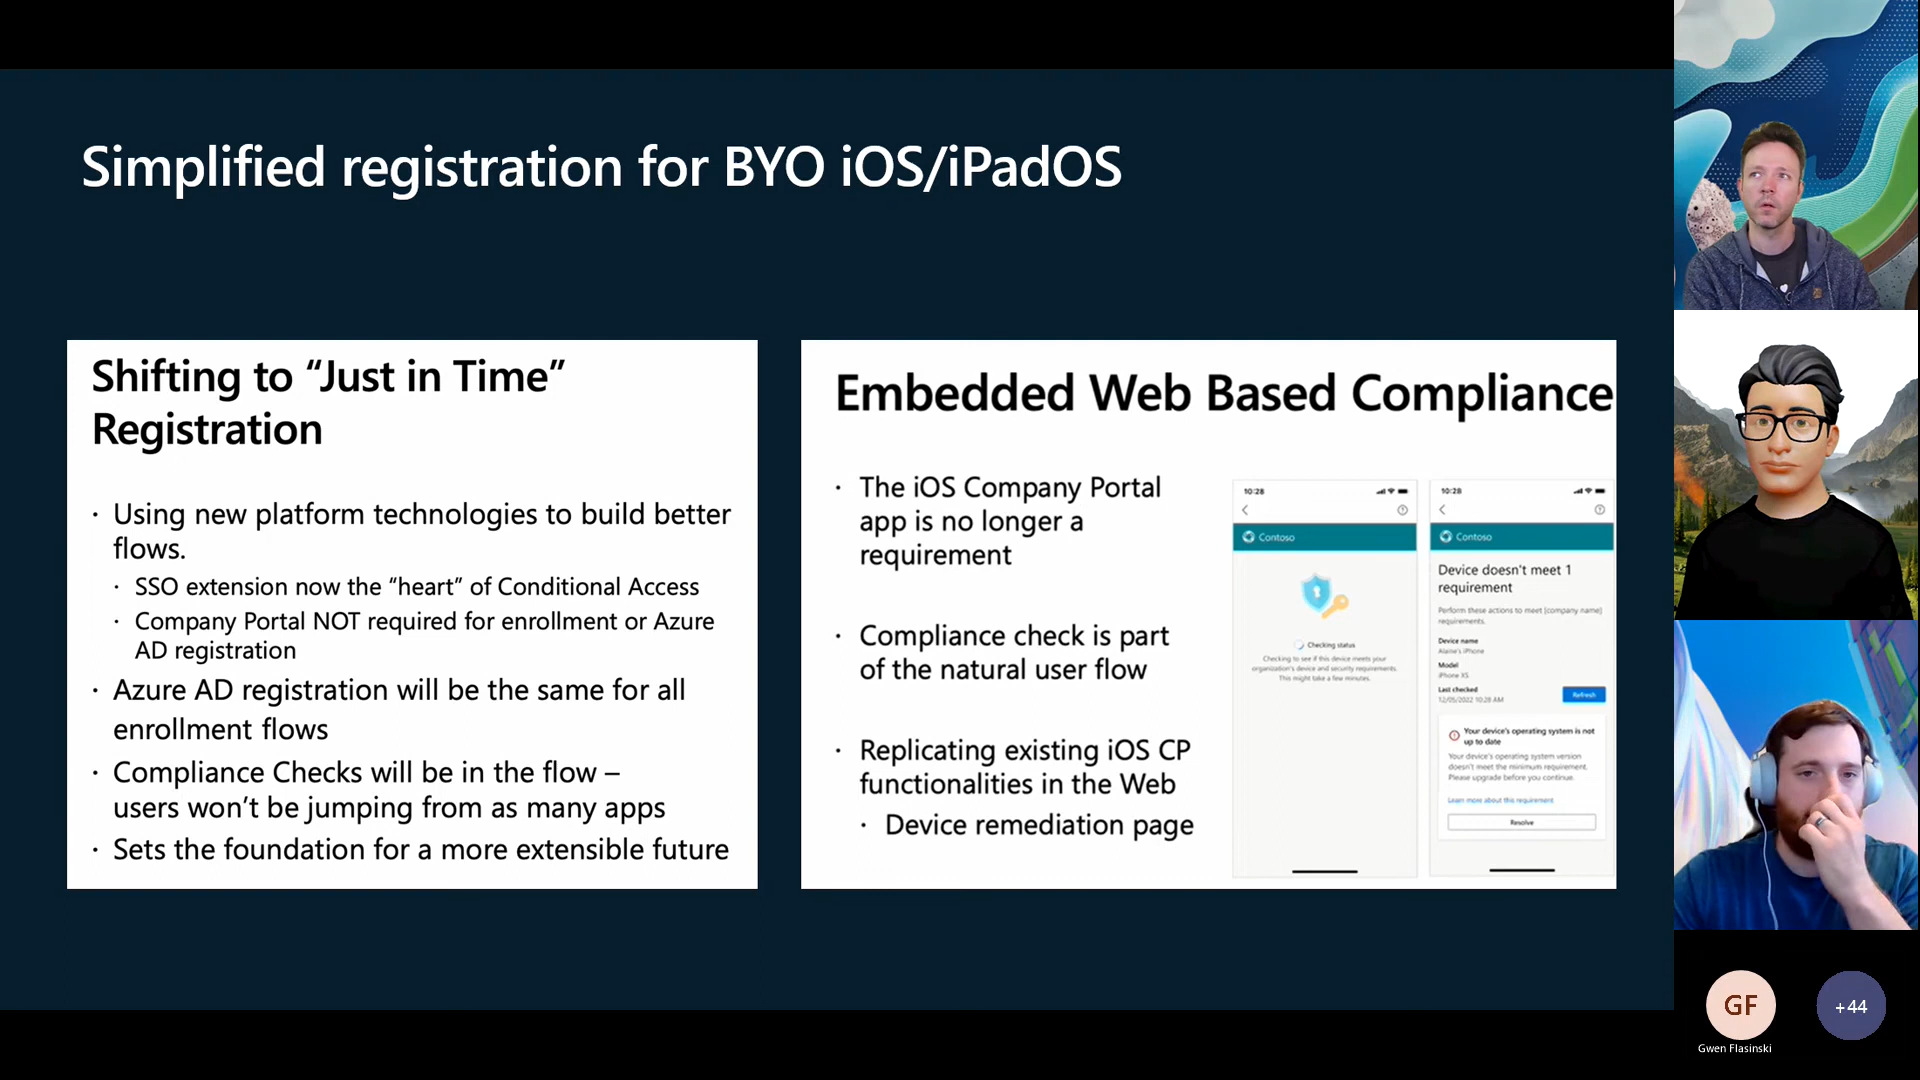 Simplified registration for BYO iOS/iPadOS
Shifting to “Just in Time”
Registration
· Using new platform technologies to build better
flows.
· SSO extension now the “heart” of Conditional Access
· Company Portal NOT required for enrollment or Azure
AD registration
· Azure AD registration will be the same for all
enrollment flows
· Compliance Checks will be in the flow –
users won’t be jumping from as many apps
· Sets the foundation for a more extensible future
Embedded Web Based Compliance
· The iOS Company Portal
app is no longer a
requirement
· Compliance check is part
of the natural user flow
· Replicating existing iOS CP
functionalities in the Web
· Device remediation page
10:28
Contoso
Checking status
Checking to see if this device meets your
organization's device and security requirements.
This might take a few minutes.
10:28
Contoso
Device doesn't meet 1
requirement
Perform these actions to meet [company name]
requirements.
Device name
Alaine's iPhone
Model
iPhone XS
Last checked
12/05/2022 10:28 AM
Refresh
Your device's operating system is not
up to date
Your device's operating system version
doesn't meet the minimum requirement.
Please upgrade before you continue.
Learn more about this requirement
Resolve
GF
+44
Gwen Flasinski